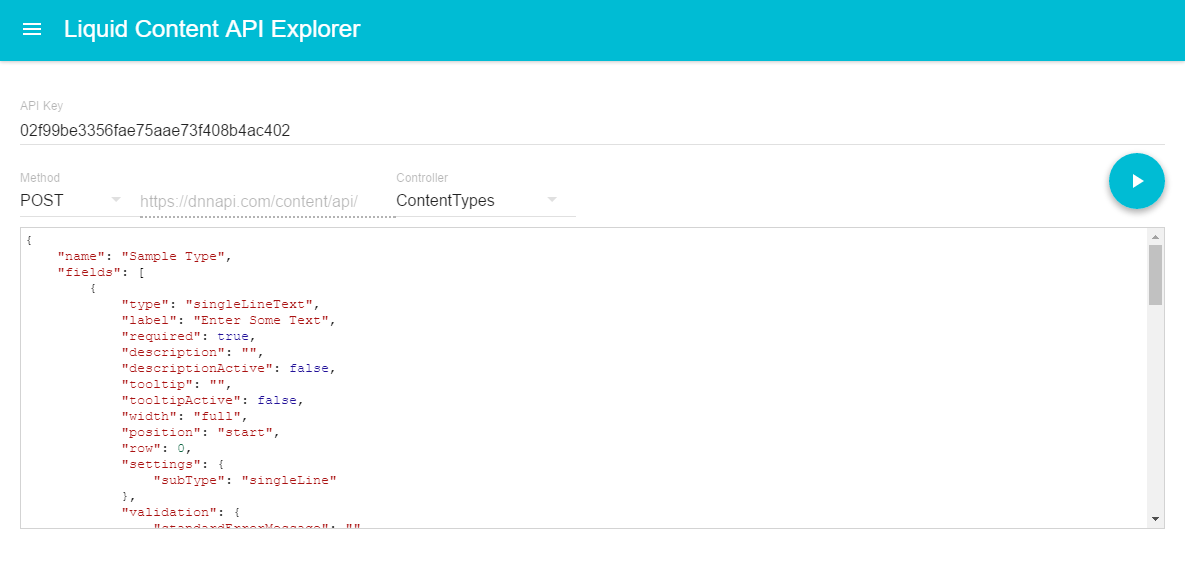 Liquid Content API Explorer
API Key
02f99be3356fae75aae73f408b4ac402
Method
Controller
POST
https://dnnapi.com/content/api/
ContentTypes
{
"name": "Sample Type",
"fields": [
{
"type": "singleLineText",
"label": "Enter Some Text",
"required": true,
"description": "",
"descriptionActive": false,
"tooltip": "",
"tooltipActive": false,
"width": "full",
"position": "start",
"row": 0,
"settings": {
"subType": "singleLine"
},
"validation": {
"standardErrorMessage": ""